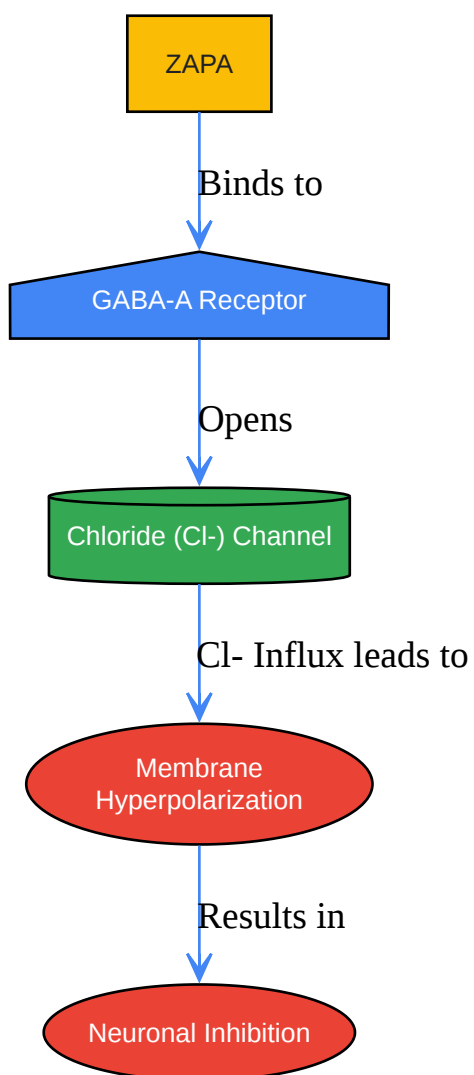 ZAPA
Binds to
GABA-A Receptor
Opens
Chloride (Cl-) Channel
Cl- Influx leads to
Membrane
Hyperpolarization
Results in
Neuronal Inhibition